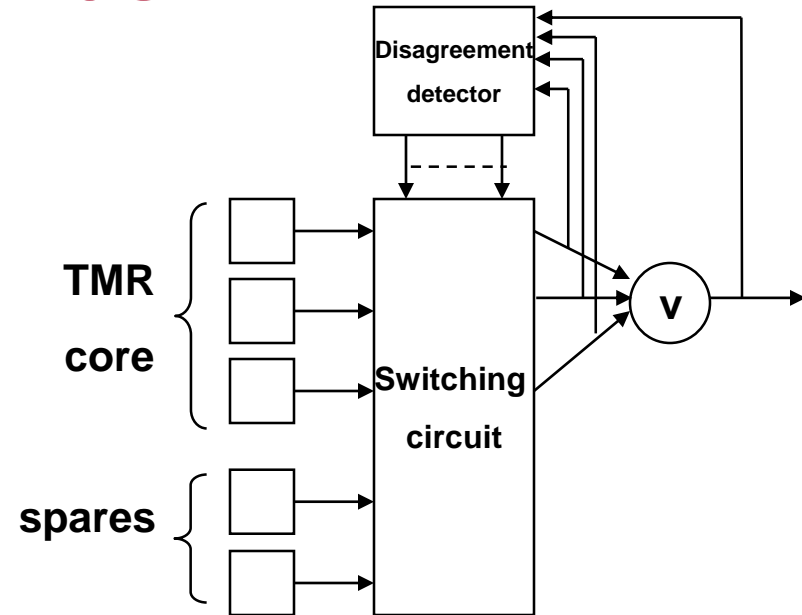 Disagreement
detector
TMR
core
Switching
circuit
v
spares